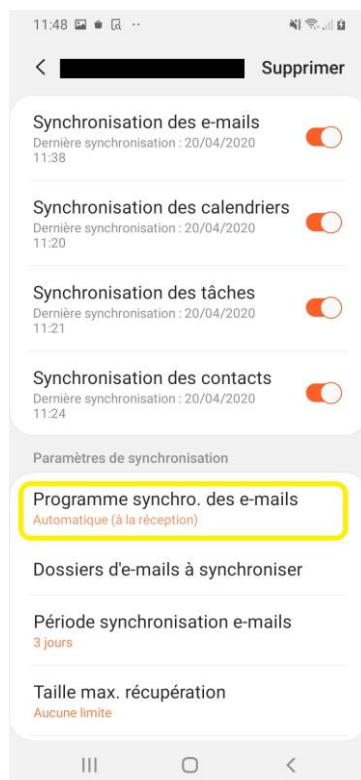 11:48
Supprimer
Synchronisation des e-mails
Dernière synchronisation : 20/04/2020
11:38
Synchronisation des calendriers
Dernière synchronisation : 20/04/2020
11:20
Synchronisation des tâches
Dernière synchronisation : 20/04/2020
11:21
Synchronisation des contacts
Dernière synchronisation : 20/04/2020
11:24
Paramètres de synchronisation
Programme synchro. des e-mails
Automatique (à la réception)
Dossiers d'e-mails à synchroniser
Période synchronisation e-mails
3 jours
Taille max. récupération
Aucune limite